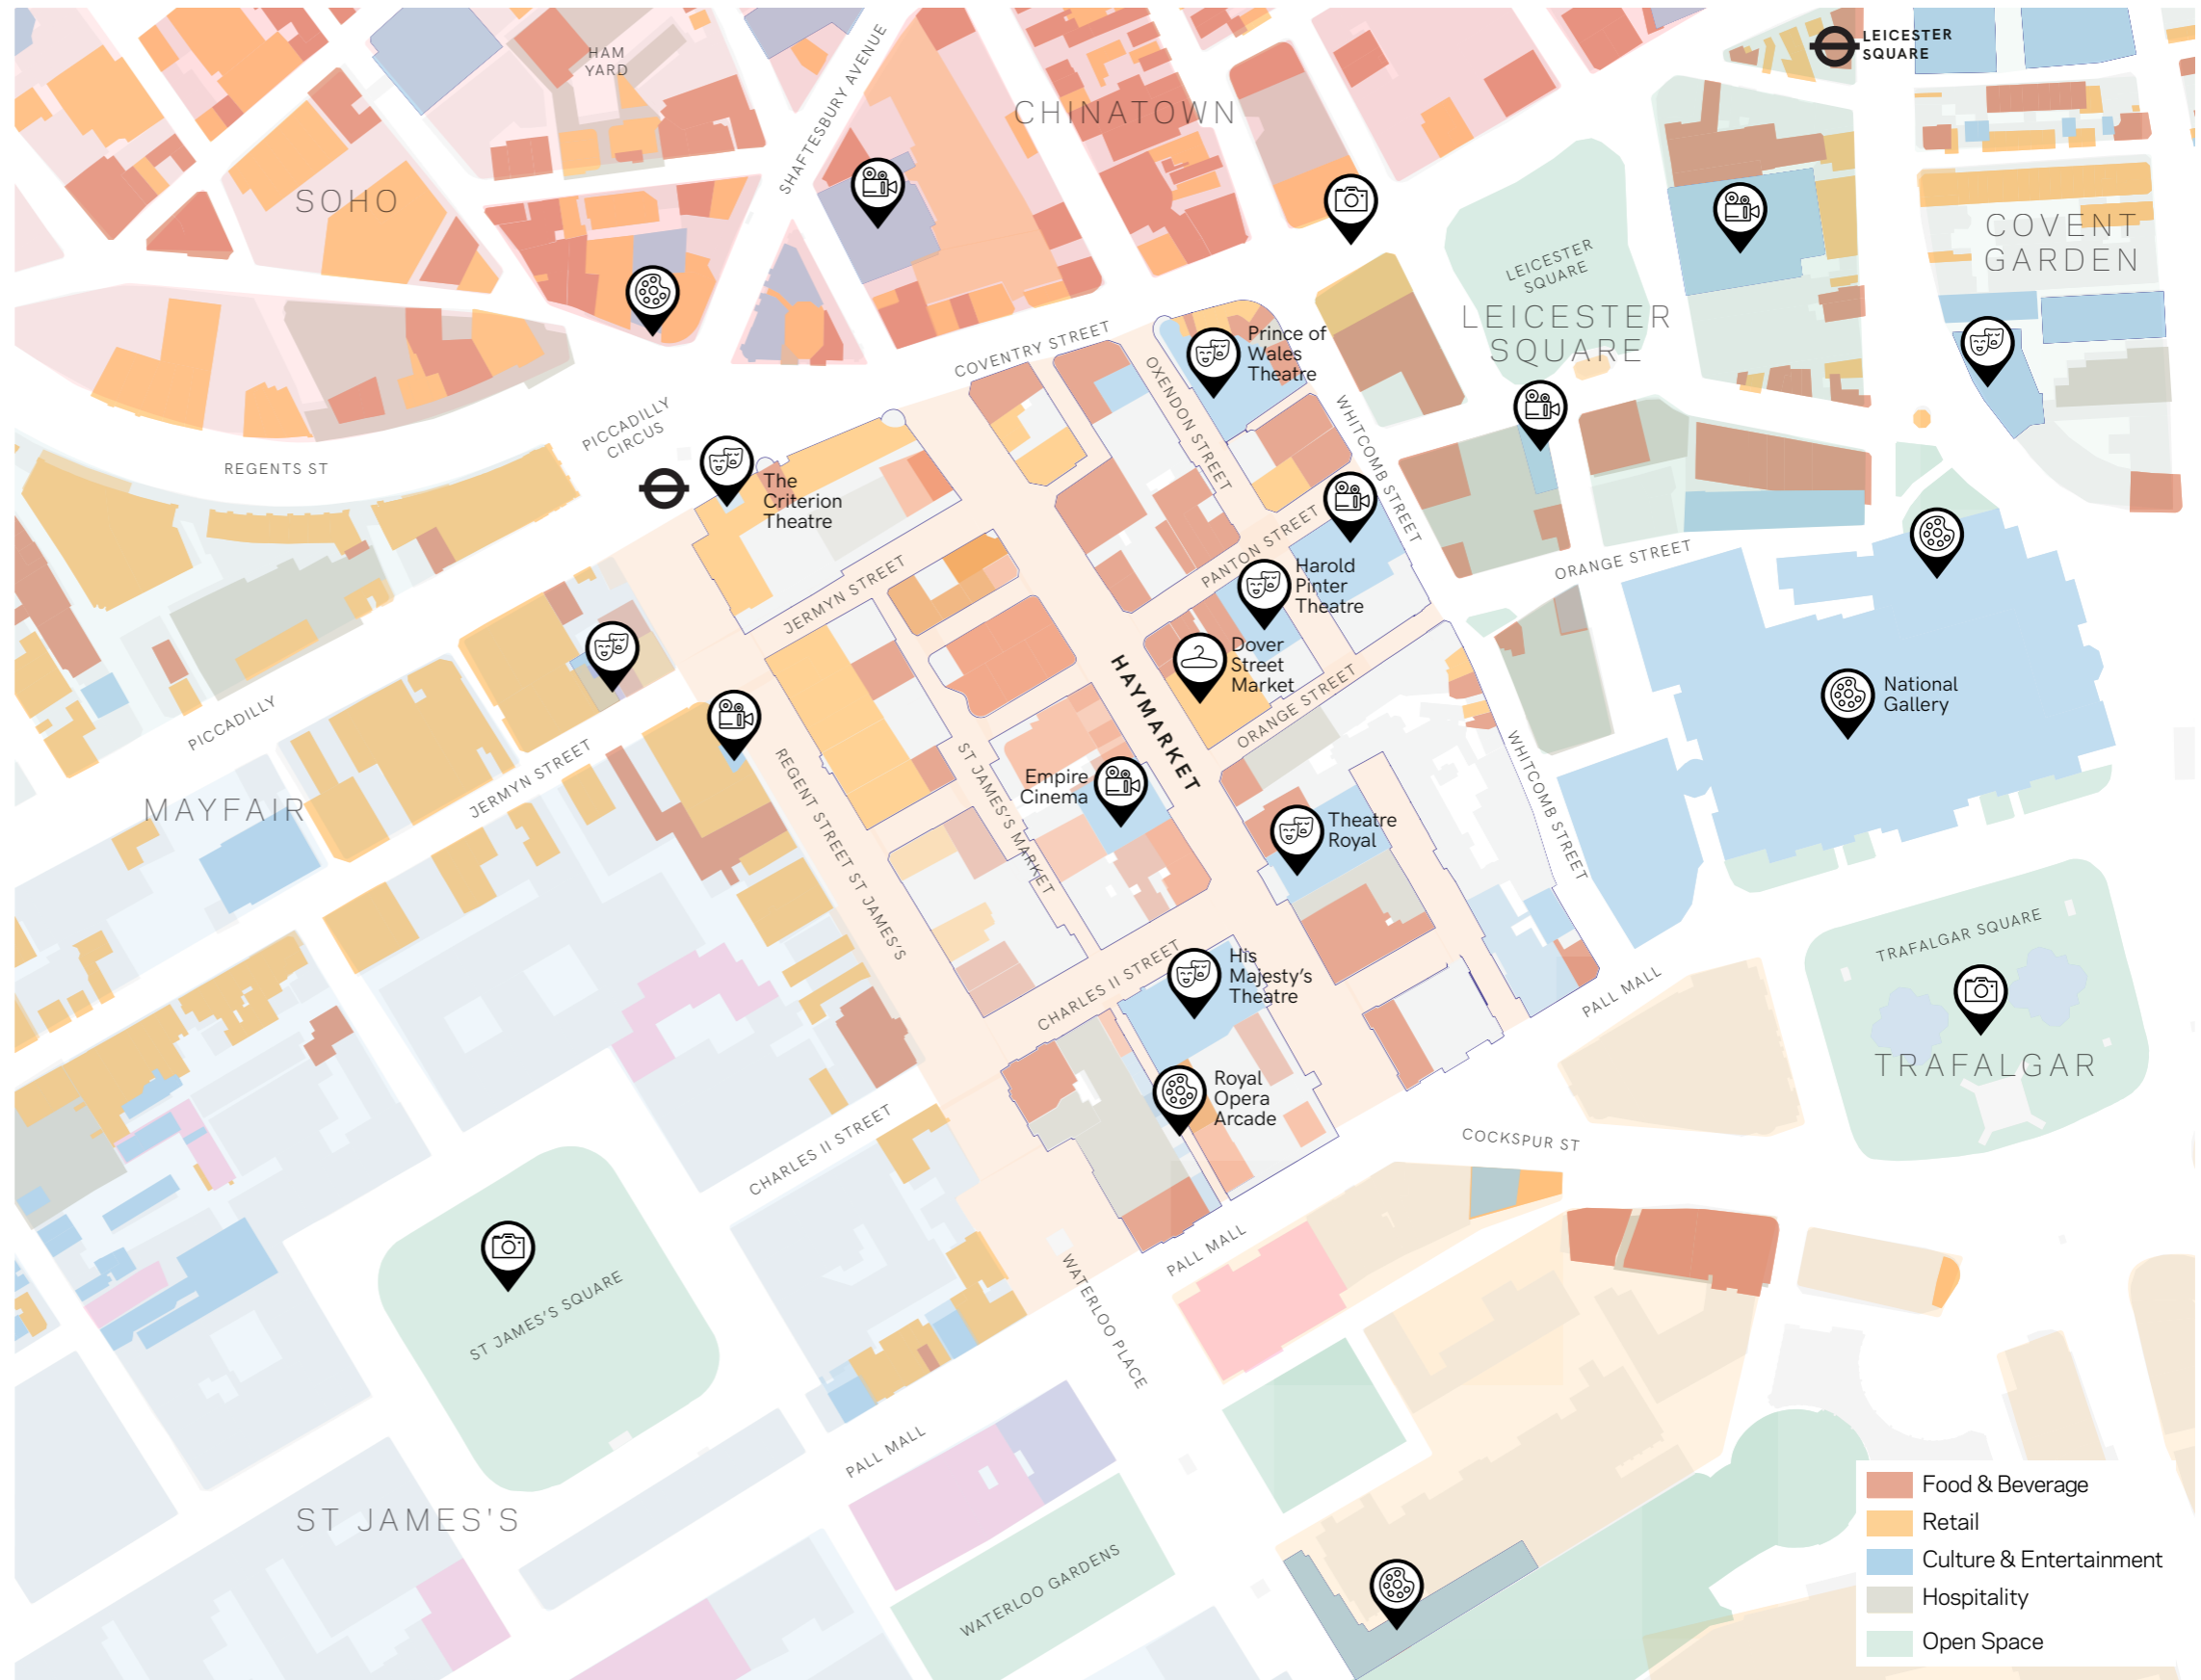 HAM
YARD
SHAFTESBURY AVENUE
LEICESTER
SQUARE
CHINATOWN
SOHO
COVENT
GARDEN
LEICESTER
SQUARE
LEICESTER
SQUARE
COVENTRY STREET
Prince of
Wales
Theatre
OXENDON STREET
WHITCOMB STREET
PICCADILLY
CIRCUS
REGENTS ST
The
Criterion
Theatre
PANTON STREET
ORANGE STREET
JERMYN STREET
Harold
Pinter
Theatre
Dover
Street
Market
HAYMARKET
ORANGE STREET
National
Gallery
PICCADILLY
JERMYN STREET
MAYFAIR
REGENT STREET ST JAMES'S
ST JAMES'S MARKET
Empire
Cinema
Theatre
Royal
WHITCOMB STREET
CHARLES II STREET
His
Majesty's
Theatre
PALL MALL
TRAFALGAR SQUARE
TRAFALGAR
Royal
Opera
Arcade
CHARLES II STREET
COCKSPUR ST
ST JAMES'S SQUARE
PALL MALL
WATERLOO PLACE
PALL MALL
ST JAMES'S
WATERLOO GARDENS
Food & Beverage
Retail
Culture & Entertainment
Hospitality
Open Space